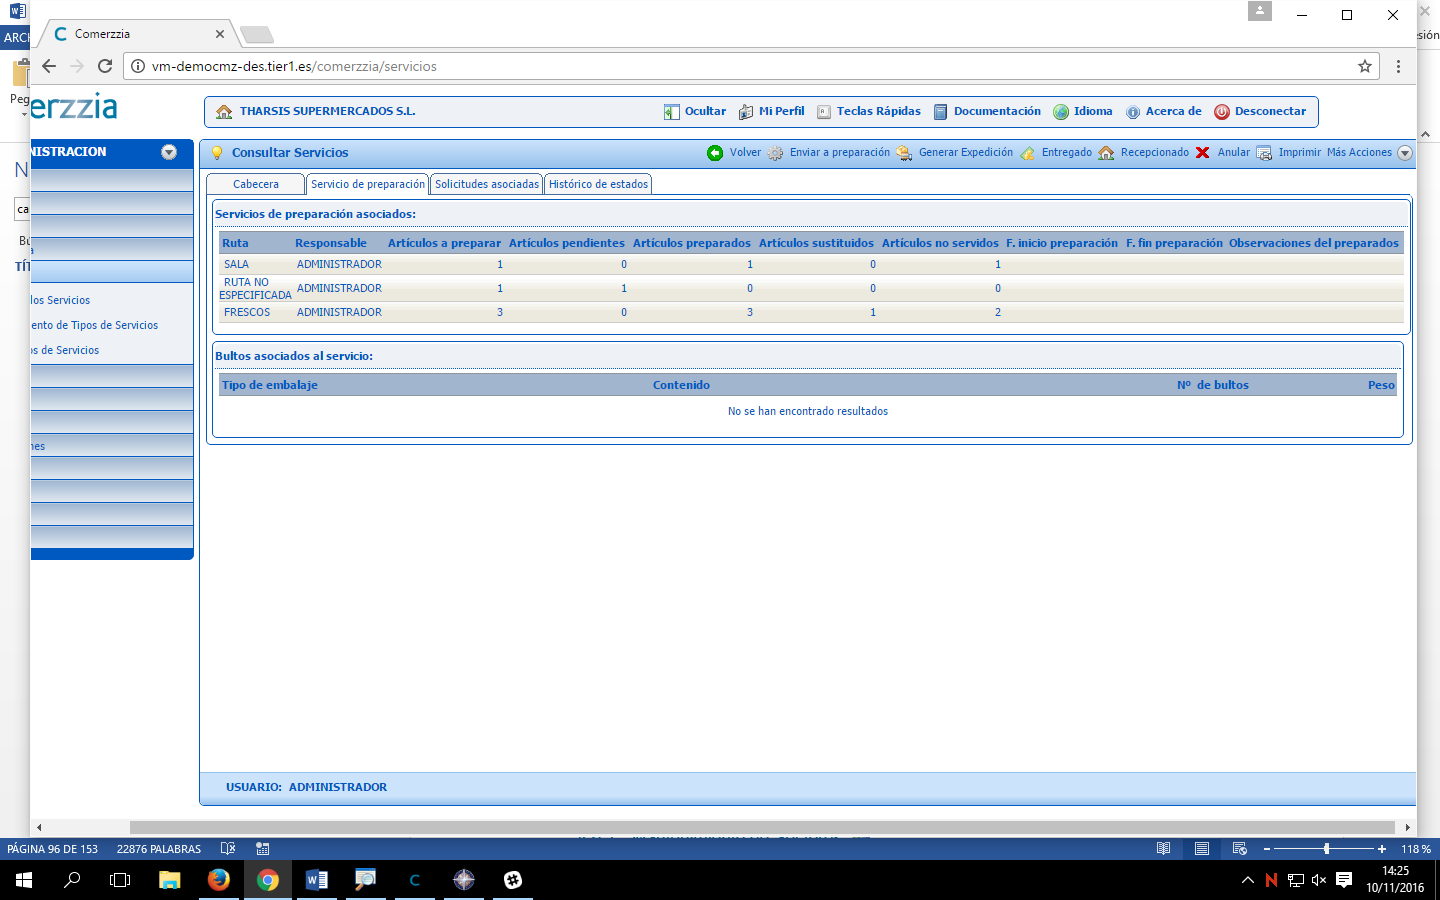 Comerzzia
ARCH
esión
vm-democmz-des.tier1.es/comerzzia/servicios
Peg
erzzia
THARSIS SUPERMERCADOS S.L.
Ocultar Mi Perfil Teclas Rápidas Documentación Idioma Acerca de Desconectar
NISTRACION
Consultar Servicios
Volver Enviar a preparación Generar Expedición Entregado Recepcionado Anular Imprimir Más Acciones
N
Cabecera Servicio de preparación Solicitudes asociadas Histórico de estados
ca
Servicios de preparación asociados:
Bu
a
TÍT
Ruta Responsable Artículos a preparar Artículos pendientes Artículos preparados Artículos sustituidos Artículos no servidos F. inicio preparación F. fin preparación Observaciones del preparados
SALA ADMINISTRADOR 1 0 1 0 1
RUTA NO
ESPECIFICADA ADMINISTRADOR 1 1 0 0 0
FRESCOS ADMINISTRADOR 3 0 3 1 2
los Servicios
ento de Tipos de Servicios
os de Servicios
nes
Bultos asociados al servicio:
Tipo de embalaje Contenido Nº de bultos Peso
No se han encontrado resultados
USUARIO: ADMINISTRADOR
PÁGINA 96 DE 153 22876 PALABRAS 118 %
14:25
10/11/2016